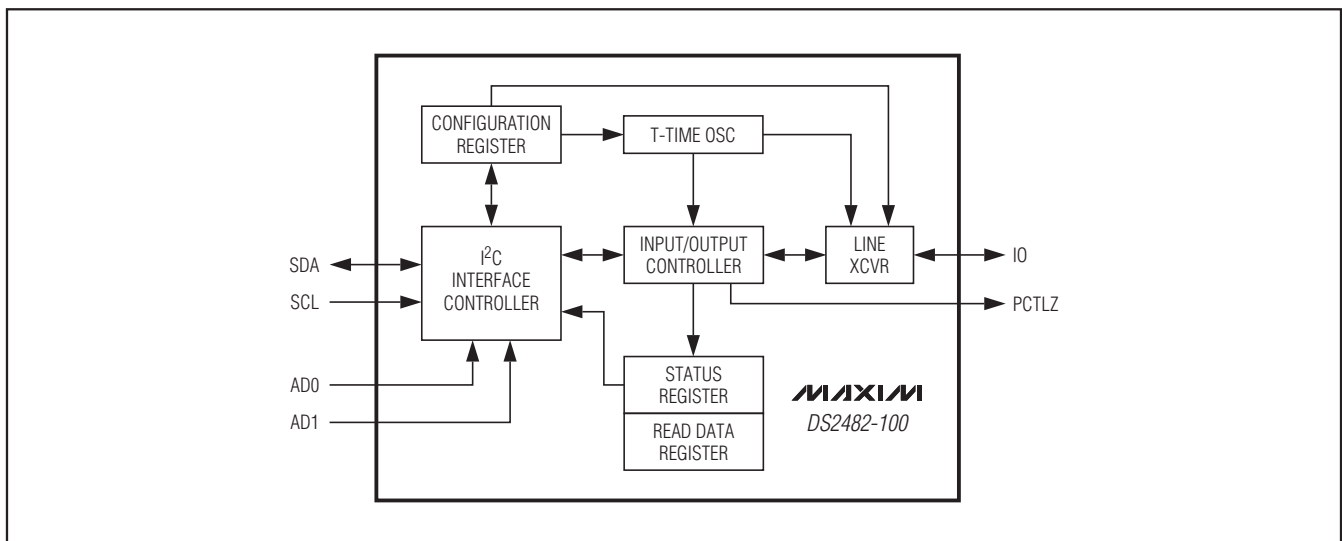 CONFIGURATION
REGISTER
T-TIME OSC
SDA
SCL
AD0
AD1
I²C
INTERFACE
CONTROLLER
INPUT/OUTPUT
CONTROLLER
LINE
XCVR
IO
PCTLZ
STATUS
REGISTER
READ DATA
REGISTER
MAXIM
DS2482-100